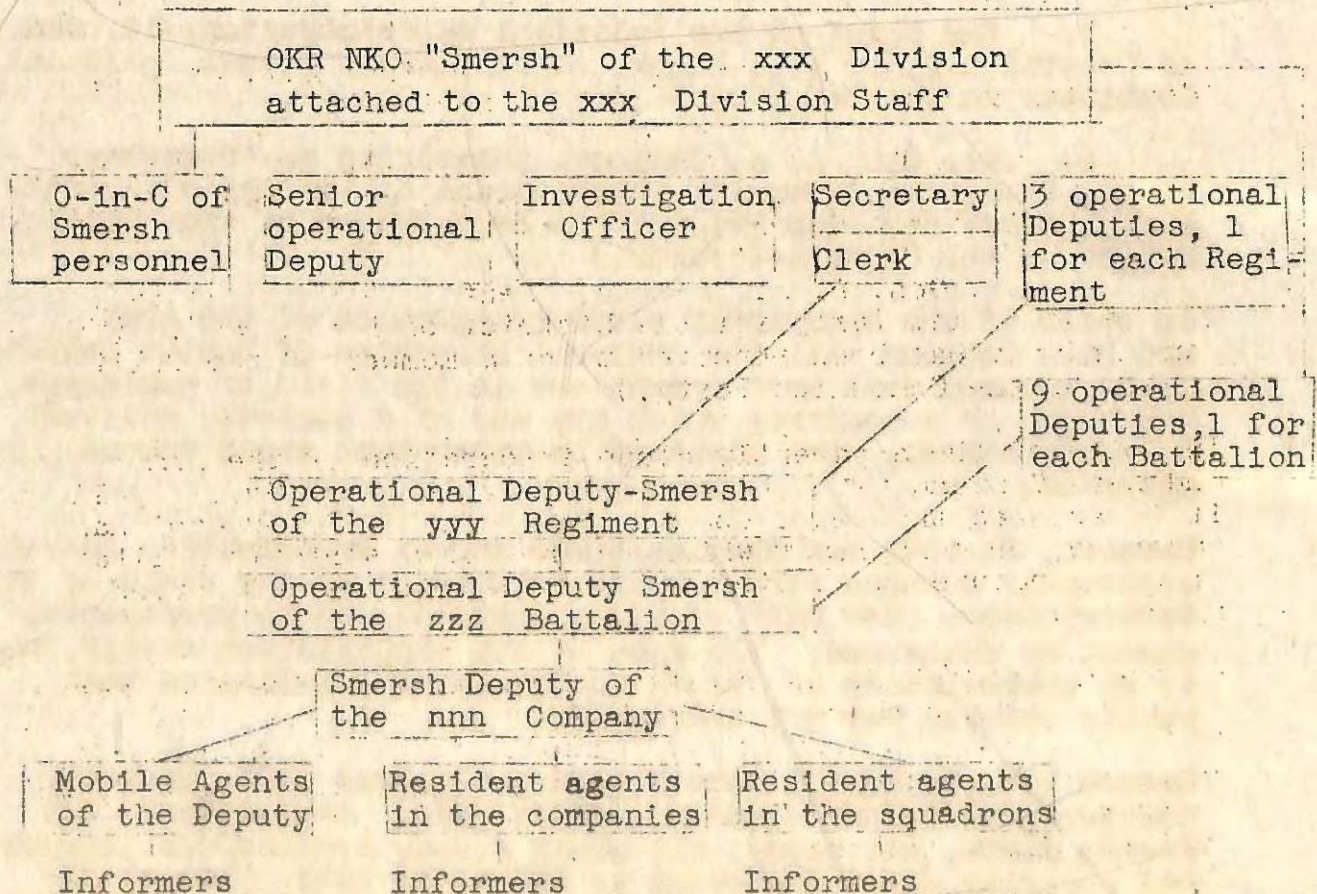 OKR NKO "Smersh" of the xxx Division
attached to the xxx Division Staff
O-in-C of
Smersh
personnel
Senior
operational
Deputy
Investigation
Officer
Secretary
Clerk
3 operational
Deputies, 1
for each Regi-
ment
9 operational
Deputies,1 for
each Battalion
Operational Deputy-Smersh
of the yyy Regiment
Operational Deputy Smersh
of the zzz Battalion
Smersh Deputy of
the nnn Company
Mobile Agents
of the Deputy
Resident agents
in the companies
Resident agents
in the squadrons
Informers
Informers
Informers